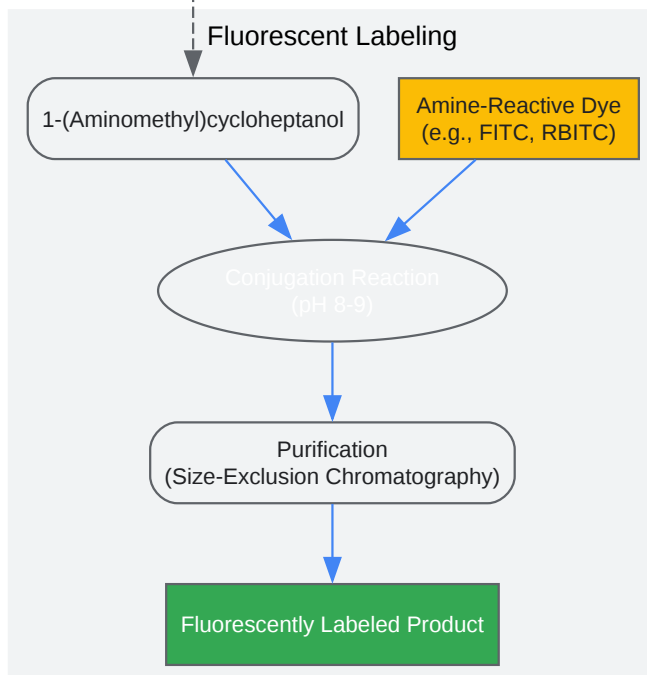 Fluorescent Labeling
1-(Aminomethyl)cycloheptanol
Amine-Reactive Dye
(e.g., FITC, RBITC)
Conjugation Reaction
(pH 8-9)
Purification
(Size-Exclusion Chromatography)
Fluorescently Labeled Product